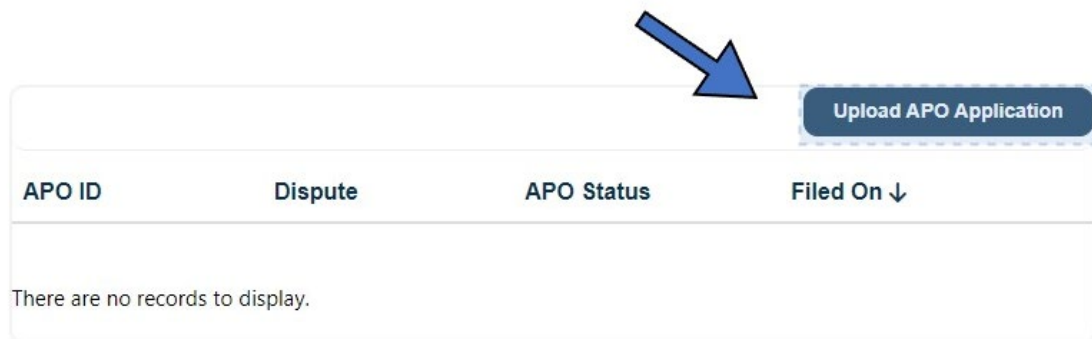 Upload APO Application
APO ID Dispute APO Status Filed On ↓
There are no records to display.